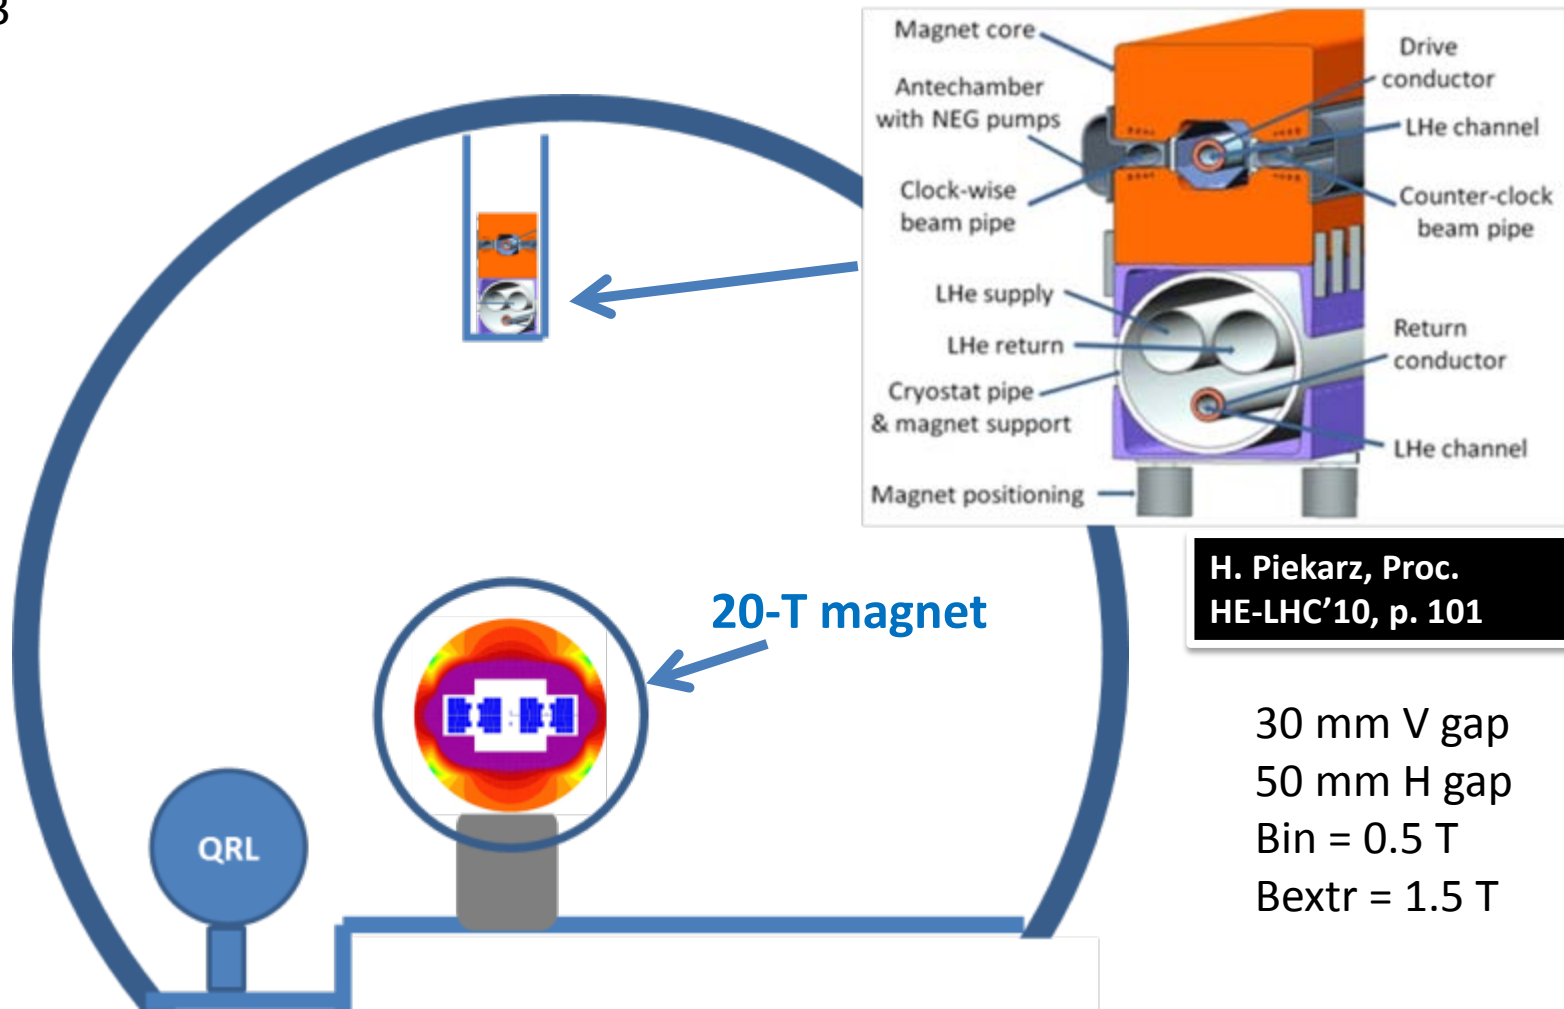 Magnet core
Antechamber
with NEG pumps
Clock-wise
beam pipe
Drive
conductor
LHe channel
Counter-clock
beam pipe
LHe supply
LHe return
Cryostat pipe
& magnet support
Return
conductor
LHe channel
Magnet positioning
H. Piekarz, Proc.
HE-LHC’10, p. 101
20-T magnet
30 mm V gap
50 mm H gap
Bin = 0.5 T
Bextr = 1.5 T
QRL